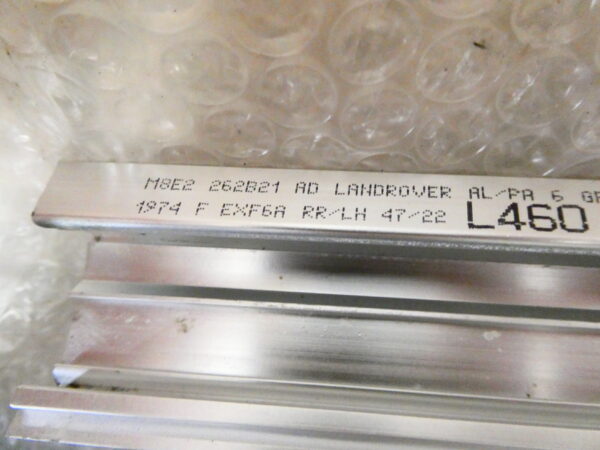 M8E2 262B21 AD LANDROVER AL/PA 6
1974 F EXF6A RR/LH 47/22 L460